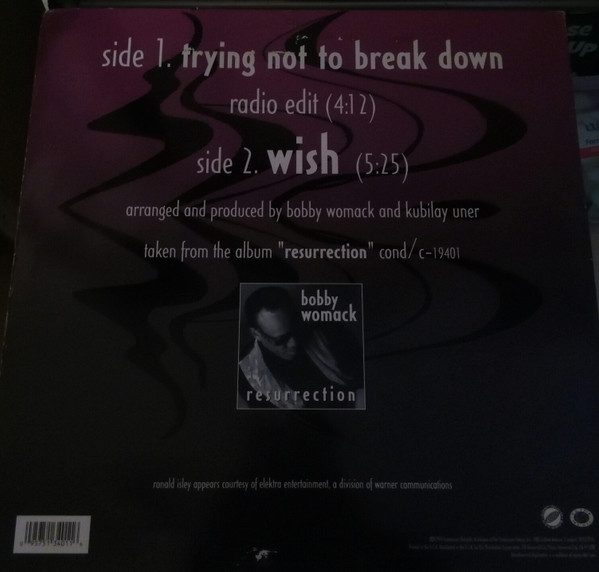 side 1. trying not to break down
radio edit (4:12)
side 2. wish (5:25)
arranged and produced by bobby womack and kubilay uner
taken from the album "resurrection" cond/c-19401
bobby
womack
resurrection
ronald isley appears courtesy of elektra entertainment, a division of warner communications